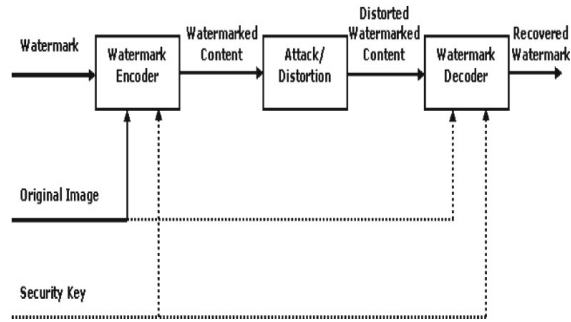 Watermark
Watermark
Encoder
Watermarked
Content
Attack/
Distortion
Distorted
Watermarked
Content
Watermark
Decoder
Recovered
Watermark
Original Image
Security Key